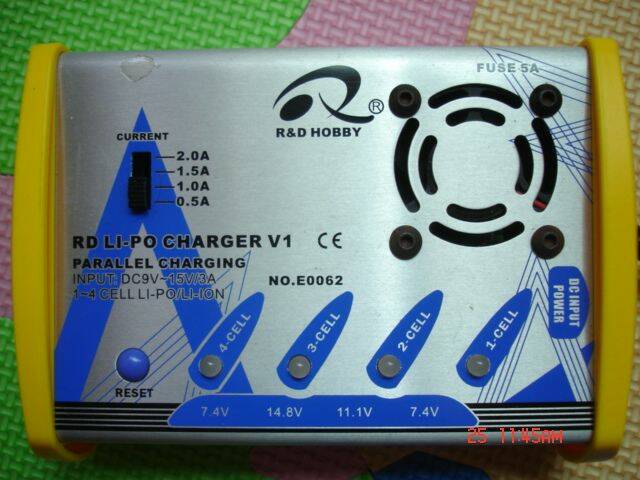 FUSE 5A
R
®
R&D HOBBY
CURRENT
2.0A
1.5A
1.0A
0.5A
RD LI-PO CHARGER V1 CE
PARALLEL CHARGING
INPUT: DC9V~15V/3A
1~4 CELL LI-PO/LI-ION
NO.E0062
DC INPUT
POWER
4-CELL
3-CELL
2-CELL
1-CELL
RESET
7.4V 14.8V 11.1V 7.4V
25 11:45AM